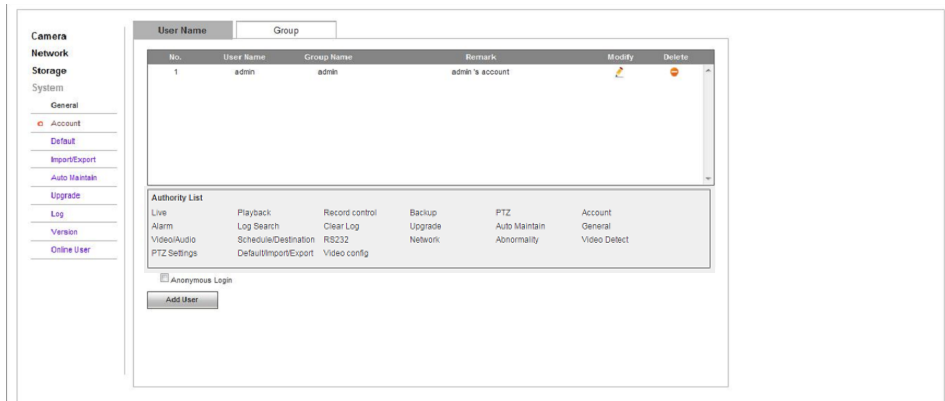 Camera
Network
Storage
System
General
Account
Default
Import/Export
Auto Maintain
Upgrade
Log
Version
Online User
User Name Group
No. User Name Group Name Remark Modify Delete
1 admin admin admin 's account
Authority List
Live Playback Record control Backup PTZ Account
Alarm Log Search Clear Log Upgrade Auto Maintain General
Video/Audio Schedule/Destination RS232 Network Abnormality Video Detect
PTZ Settings Default/Import/Export Video config
Anonymous Login
Add User